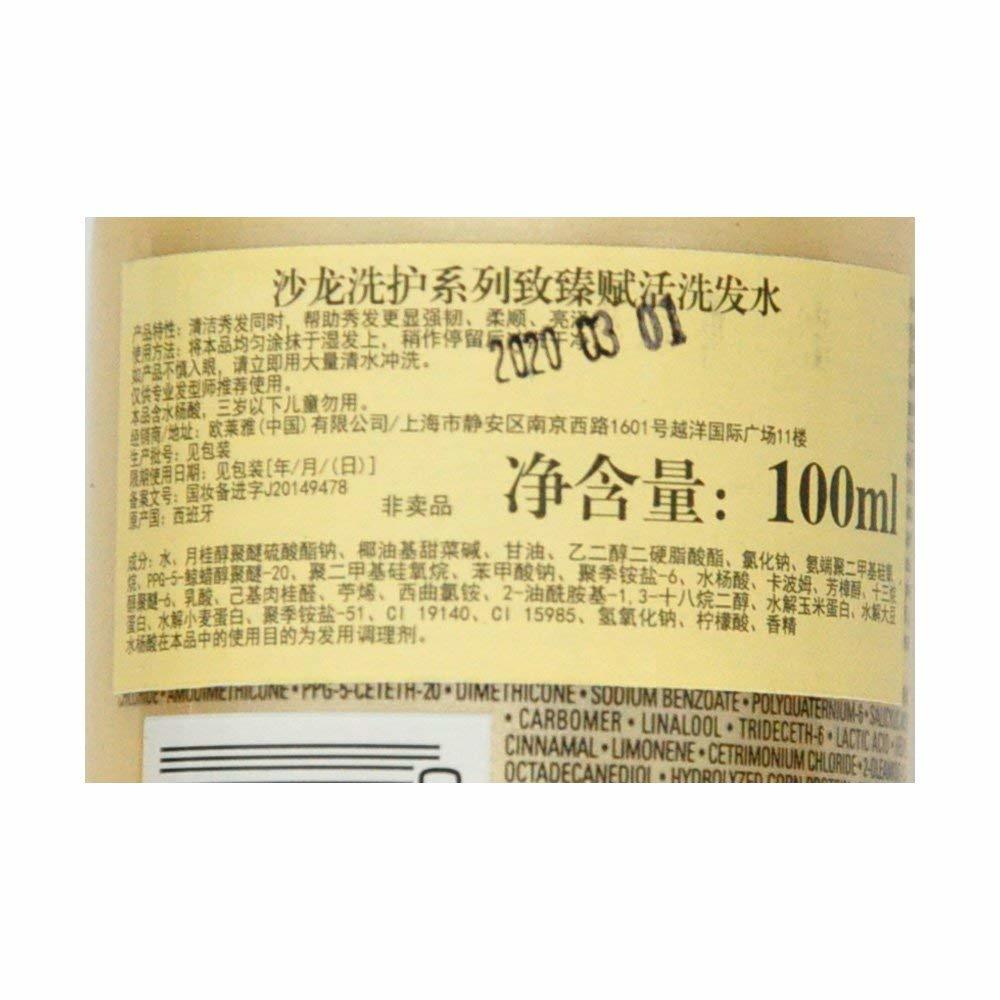 沙龙洗护系列致臻赋活洗发水
产品特性：清洁秀发同时，帮助秀发更显强韧、柔顺、亮泽
使用方法：将本品均匀涂抹于湿发上，稍作停留后
2020 03 01
如产品不慎入眼，请立即用大量清水冲洗。
仅供专业发型师推荐使用。
本品含水杨酸，三岁以下儿童勿用。
经销商/地址：欧莱雅(中国)有限公司/上海市静安区南京西路1601号越洋国际广场11楼
生产批号：见包装
限期使用日期：见包装[年/月/(日)]
备案文号：国妆备进字J20149478
原产国：西班牙
非卖品
净含量：100ml
成分：水、月桂醇聚醚硫酸酯钠、椰油基甜菜碱、甘油、乙二醇二硬脂酸酯、氯化钠、氨端聚二甲基硅氧
烷、PPG-5-鲸蜡醇聚醚-20、聚二甲基硅氧烷、苯甲酸钠、聚季铵盐-6、水杨酸、卡波姆、芳樟醇、十三烷
醇聚醚-6、乳酸、己基肉桂醛、苧烯、西曲氯铵、2-油酰胺基-1,3-十八烷二醇、水解玉米蛋白、水解大豆
蛋白、水解小麦蛋白、聚季铵盐-51、CI 19140、CI 15985、氢氧化钠、柠檬酸、香精
水杨酸在本品中的使用目的为发用调理剂。
AMODIMETHICONE • PPG-5-CETETH-20 • DIMETHICONE • SODIUM BENZOATE • POLYQUATERNIUM-6 •
• CARBOMER • LINALOOL • TRIDECETH-6 • LACTIC ACID •
CINNAMAL • LIMONENE • CETRIMONIUM CHLORIDE •
OCTADECANEDIOL • HYDROLYZED CORN